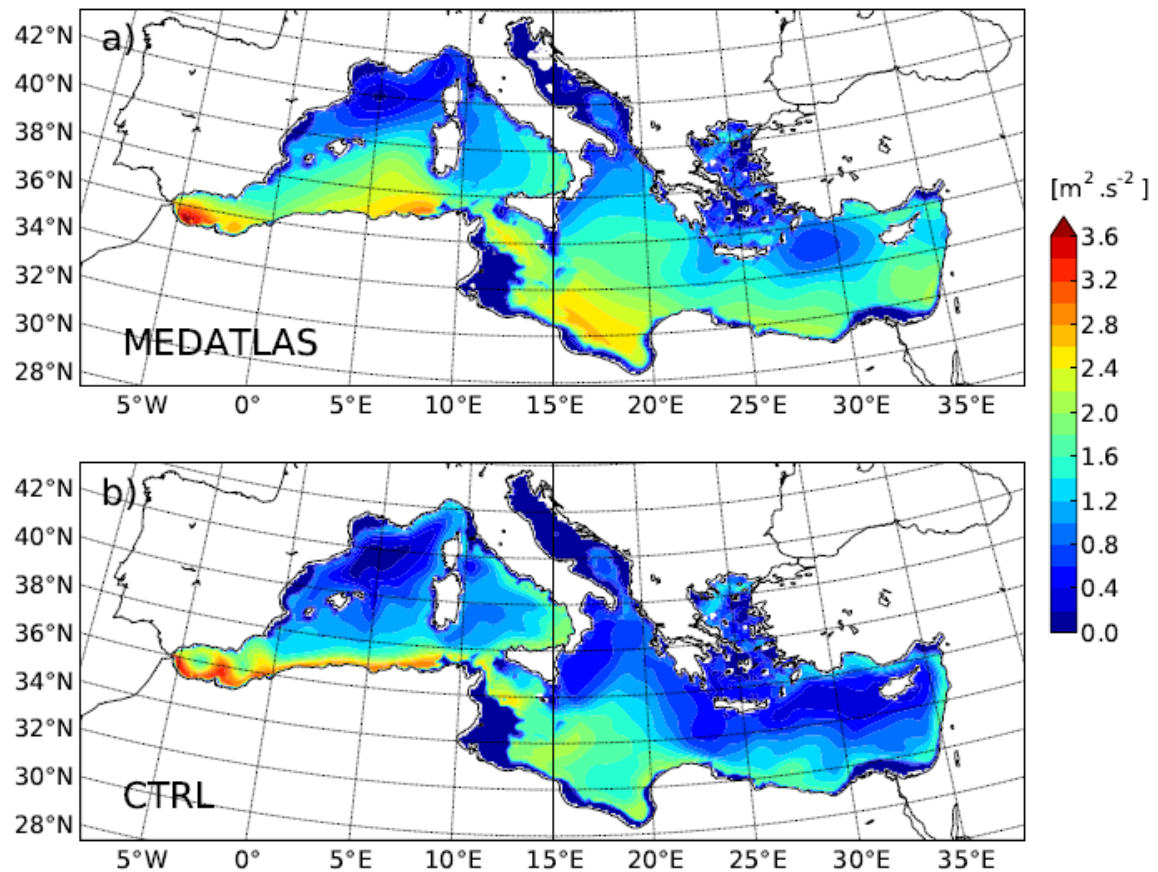 a)
42°N
40°N
38°N
36°N
34°N
32°N
30°N
28°N
MEDATLAS
5°W 0° 5°E 10°E 15°E 20°E 25°E 30°E 35°E
[m² .s⁻² ]
3.6
3.2
2.8
2.4
2.0
1.6
1.2
0.8
0.4
0.0
b)
42°N
40°N
38°N
36°N
34°N
32°N
30°N
28°N
CTRL
5°W 0° 5°E 10°E 15°E 20°E 25°E 30°E 35°E